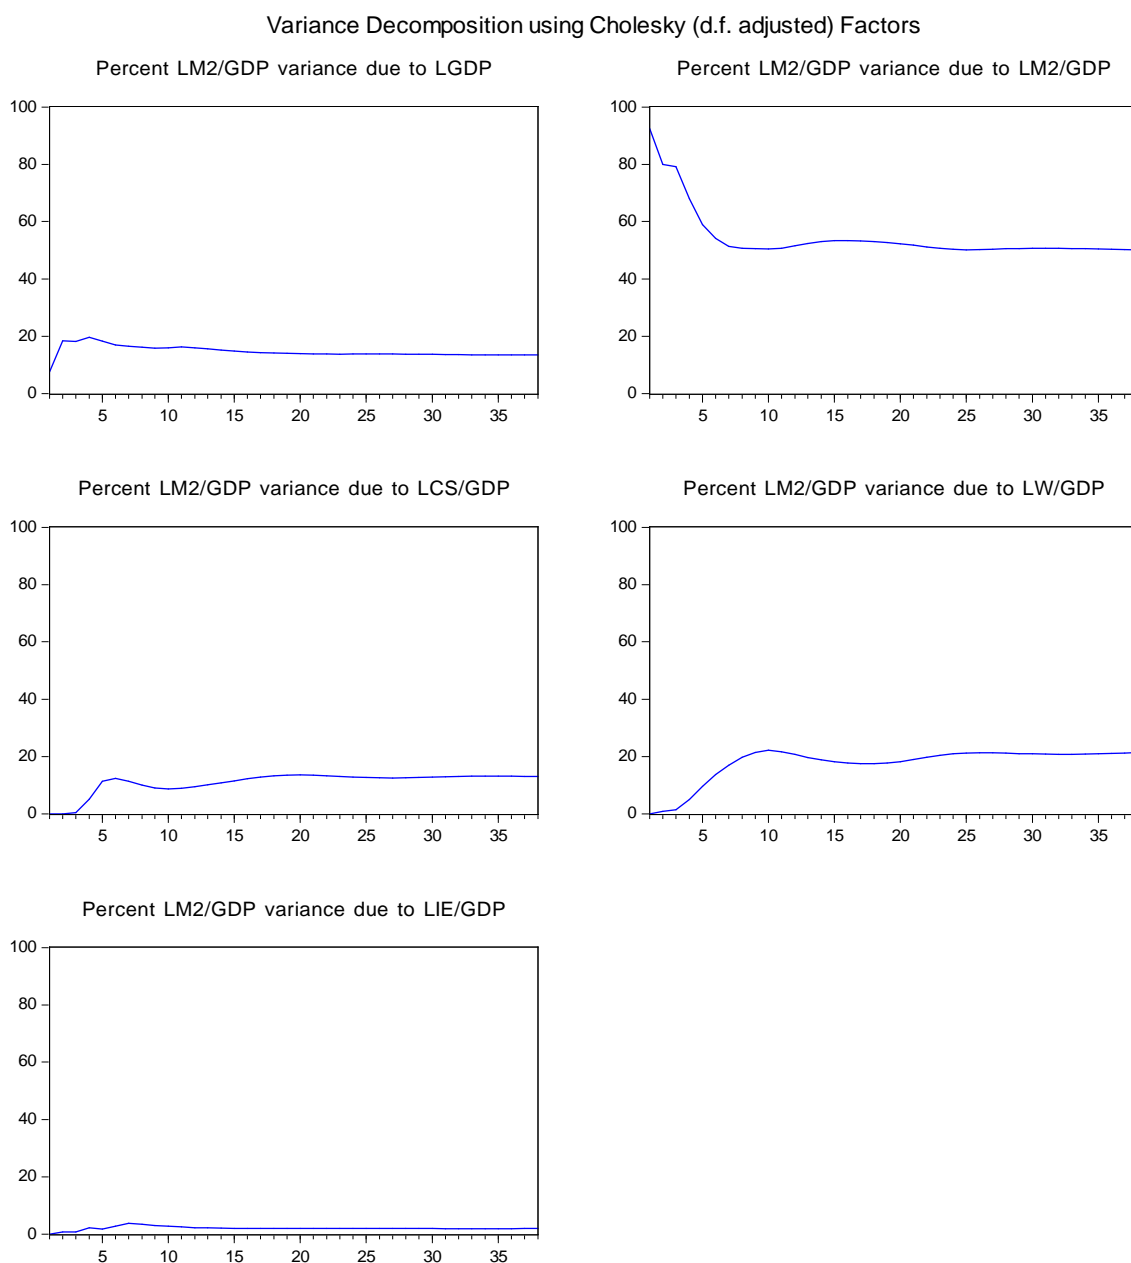 Variance Decomposition using Cholesky (d.f. adjusted) Factors
Percent LM2/GDP variance due to LGDP
100
80
60
40
20
0
5 10 15 20 25 30 35
Percent LM2/GDP variance due to LM2/GDP
100
80
60
40
20
0
5 10 15 20 25 30 35
Percent LM2/GDP variance due to LCS/GDP
100
80
60
40
20
0
5 10 15 20 25 30 35
Percent LM2/GDP variance due to LW/GDP
100
80
60
40
20
0
5 10 15 20 25 30 35
Percent LM2/GDP variance due to LIE/GDP
100
80
60
40
20
0
5 10 15 20 25 30 35